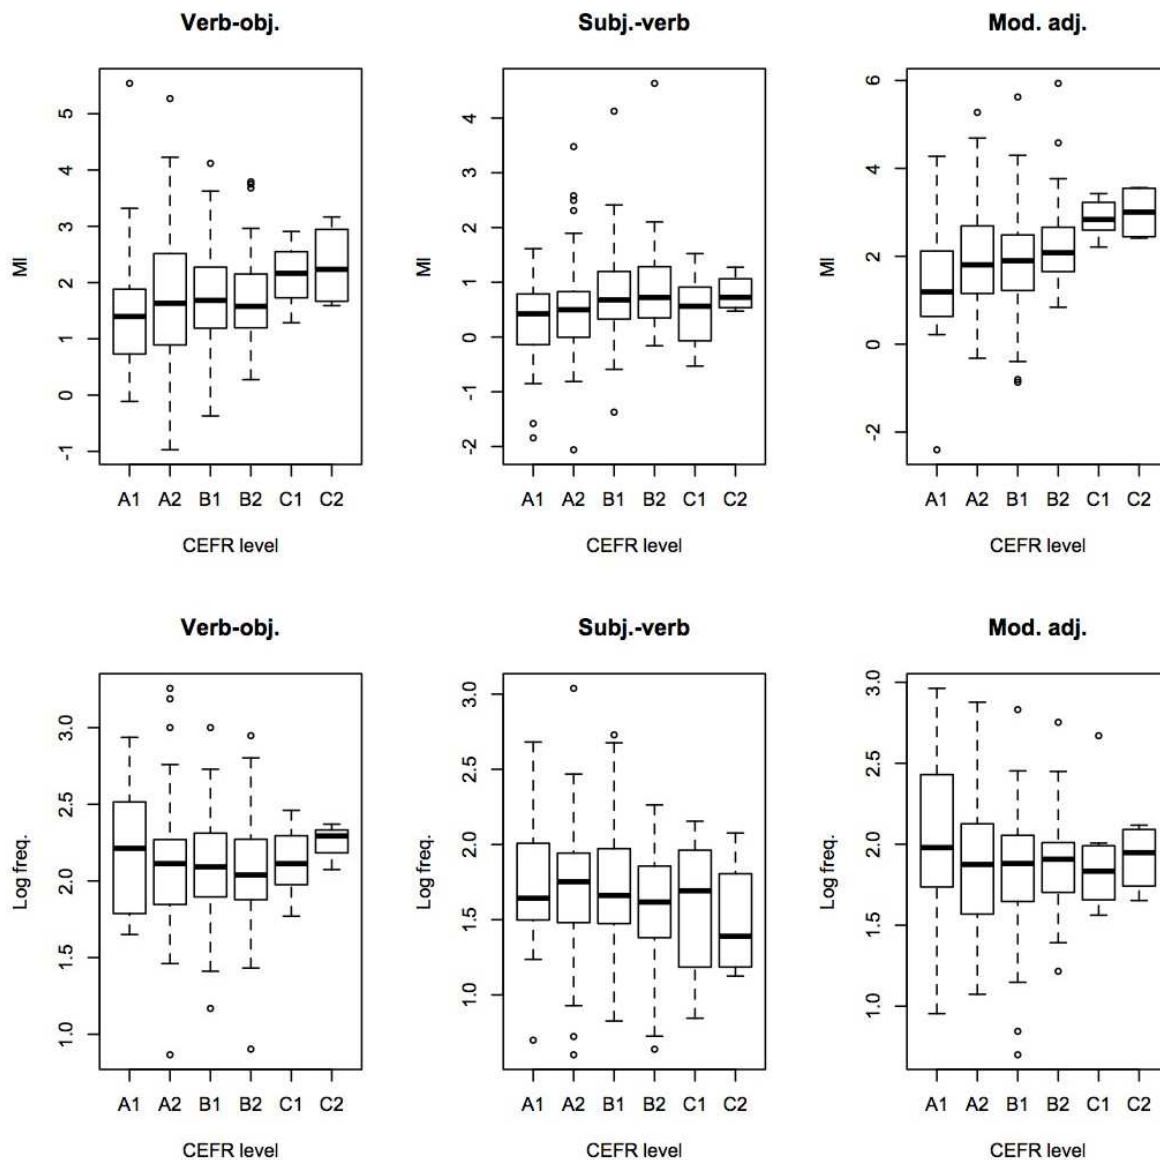 Verb-obj.
Subj.-verb
Mod. adj.
MI
5
4
3
2
1
0
-1
A1 A2 B1 B2 C1 C2
CEFR level
MI
4
3
2
1
0
-1
-2
A1 A2 B1 B2 C1 C2
CEFR level
MI
6
4
2
0
-2
A1 A2 B1 B2 C1 C2
CEFR level
Verb-obj.
Subj.-verb
Mod. adj.
Log freq.
3.0
2.5
2.0
1.5
1.0
A1 A2 B1 B2 C1 C2
CEFR level
Log freq.
3.0
2.5
2.0
1.5
1.0
A1 A2 B1 B2 C1 C2
CEFR level
Log freq.
3.0
2.5
2.0
1.5
1.0
A1 A2 B1 B2 C1 C2
CEFR level